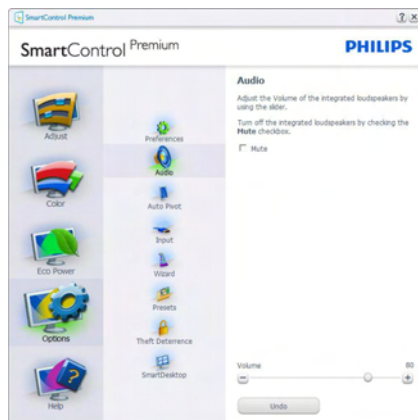 SmartControl Premium
SmartControl Premium
PHILIPS
Adjust
Color
Eco Power
Options
Help
Preferences
Audio
Auto Pivot
Input
Wizard
Presets
Theft Deterrence
SmartDesktop
Audio
Adjust the Volume of the integrated loudspeakers by
using the slider.
Turn off the integrated loudspeakers by checking the
Mute checkbox.
Mute
Volume 80
Undo